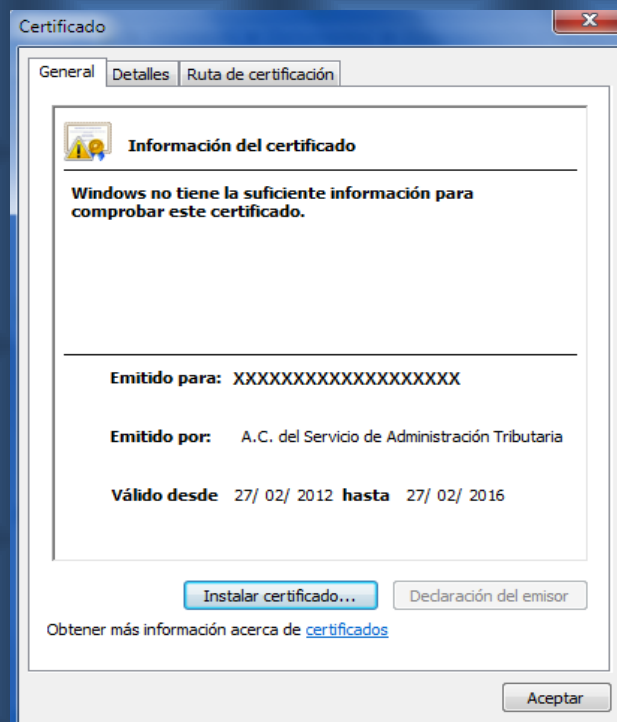 Certificado
General Detalles Ruta de certificación
Información del certificado
Windows no tiene la suficiente información para
comprobar este certificado.
Emitido para: XXXXXXXXXXXXXXXXXXX
Emitido por: A.C. del Servicio de Administración Tributaria
Válido desde 27/ 02/ 2012 hasta 27/ 02/ 2016
Instalar certificado... Declaración del emisor
Obtener más información acerca de certificados
Aceptar